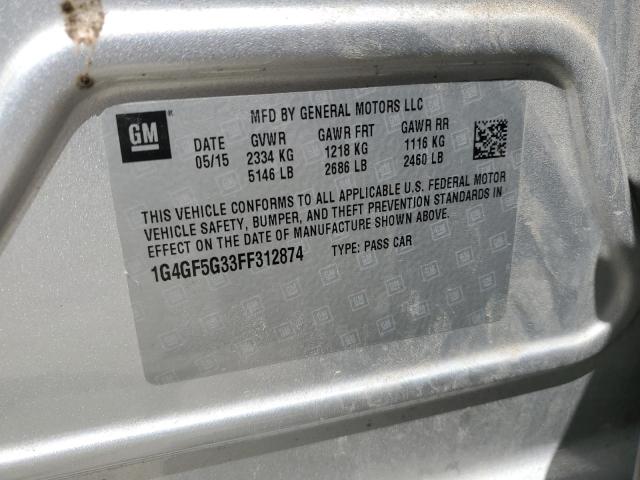 GM
MFD BY GENERAL MOTORS LLC
DATE GVWR GAWR FRT GAWR RR
05/15 2334 KG 1218 KG 1116 KG
5146 LB 2686 LB 2460 LB
THIS VEHICLE CONFORMS TO ALL APPLICABLE U.S. FEDERAL MOTOR
VEHICLE SAFETY, BUMPER, AND THEFT PREVENTION STANDARDS IN
EFFECT ON THE DATE OF MANUFACTURE SHOWN ABOVE.
1G4GF5G33FF312874 TYPE: PASS CAR